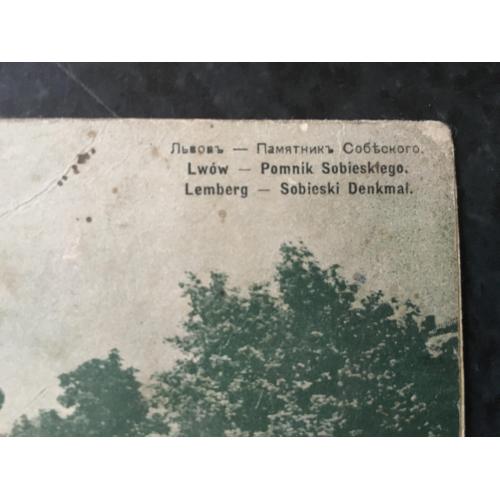 Львовъ — Памятникъ Собѣского.
Lwów — Pomnik Sobieskiego.
Lemberg — Sobieski Denkmal.